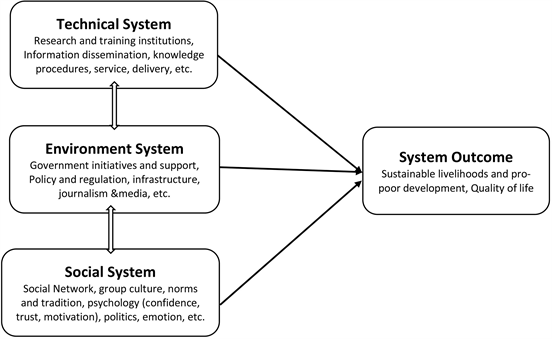 Technical System
Research and training institutions,
Information dissemination, knowledge
procedures, service, delivery, etc.
Environment System
Government initiatives and support,
Policy and regulation, infrastructure,
journalism &media, etc.
Social System
Social Network, group culture, norms
and tradition, psychology (confidence,
trust, motivation), politics, emotion, etc.
System Outcome
Sustainable livelihoods and pro-
poor development, Quality of life